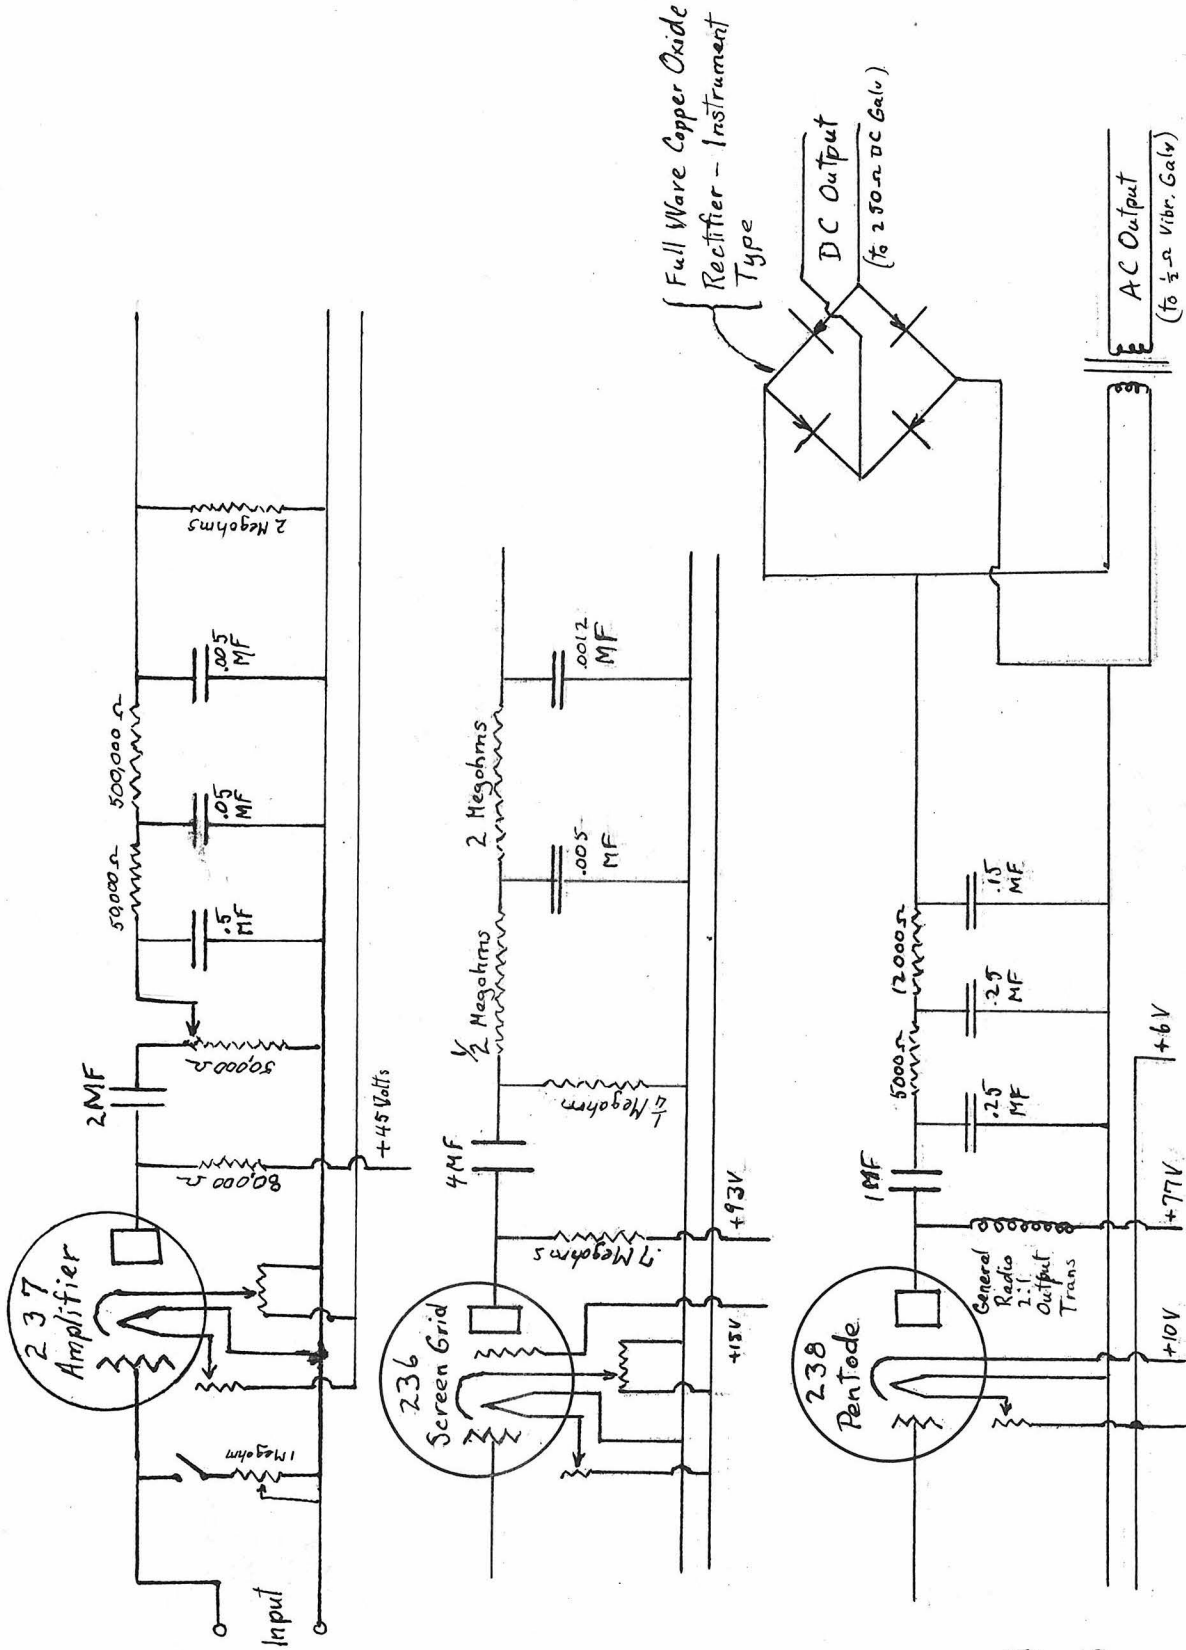 Input
1 Megohm
237
Amplifier
80,000 Ω
+45 Volts
2MF
50,000 Ω
.5
MF
50,000 Ω
.05
MF
500,000 Ω
.005
MF
2 Megohms
236
Screen Grid
+15V
.7 Megohms
+93V
4MF
1/4 Megohm
1/2 Megohms
.005
MF
2 Megohms
.0012
MF
238
Pentode
+10V
General
Radio
2:1
Output
Trans
+77V
1MF
.25
MF
5000 Ω
.25
MF
12000 Ω
.15
MF
+6V
Full Wave Copper Oxide
Rectifier - Instrument
Type
DC Output
(to 250 Ω DC Galv)
AC Output
(to 1/2 Ω Vibr. Galv)